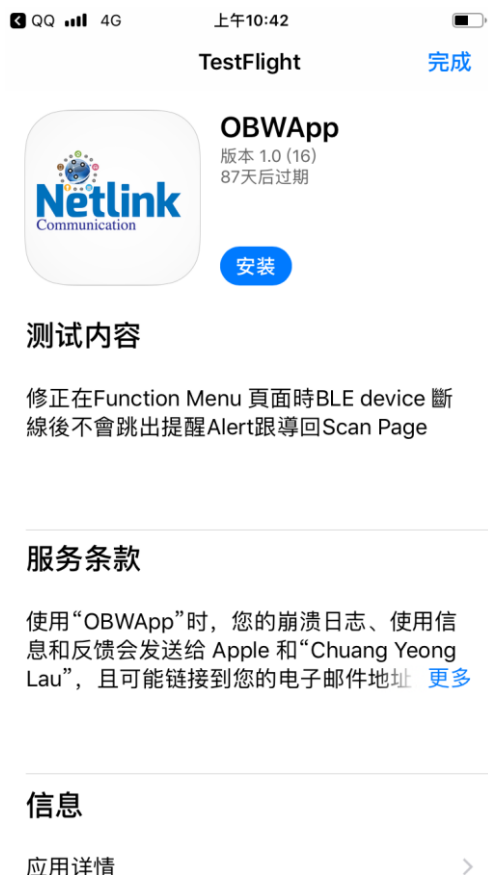 QQ 4G 上午10:42
TestFlight 完成
OBWApp
版本 1.0 (16)
87天后过期
Netlink
Communication
安装
测试内容
修正在Function Menu 頁面時BLE device 斷
線後不會跳出提醒Alert跟導回Scan Page
服务条款
使用“OBWApp”时，您的崩溃日志、使用信
息和反馈会发送给 Apple 和“Chuang Yeong
Lau”，且可能链接到您的电子邮件地址 更多
信息
应用详情